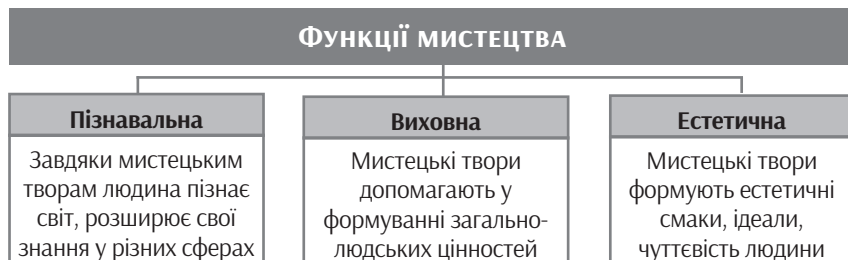 Функції мистецтва
Пізнавальна
Завдяки мистецьким
творам людина пізнає
світ, розширює свої
знання у різних сферах
Виховна
Мистецькі твори
допомагають у
формуванні загально-
людських цінностей
Естетична
Мистецькі твори
формують естетичні
смаки, ідеали,
чуттєвість людини